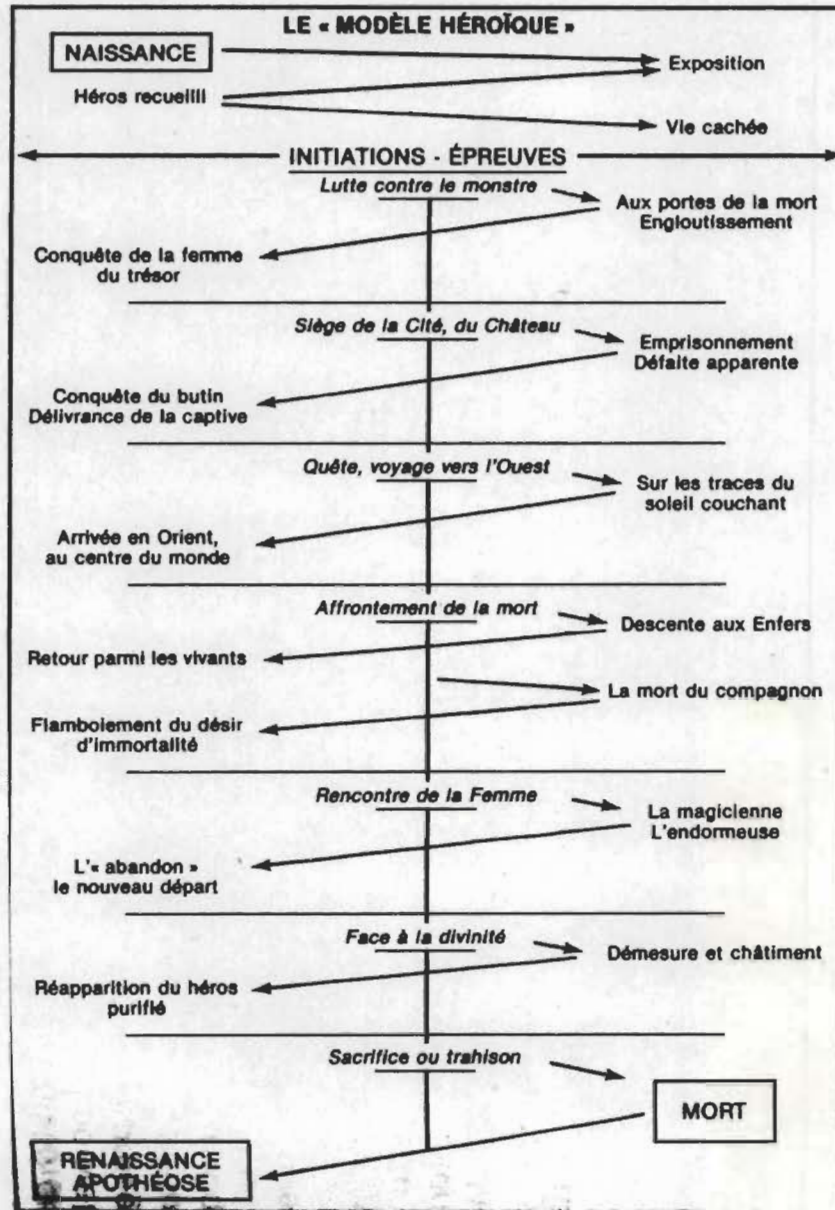 LE « MODÈLE HÉROÏQUE »
NAISSANCE
Exposition
Héros recueilli
Vie cachée
INITIATIONS - ÉPREUVES
Lutte contre le monstre
Aux portes de la mort
Engloutissement
Conquête de la femme
du trésor
Siège de la Cité, du Château
Emprisonnement
Défaite apparente
Conquête du butin
Délivrance de la captive
Quête, voyage vers l'Ouest
Sur les traces du
soleil couchant
Arrivée en Orient,
au centre du monde
Affrontement de la mort
Descente aux Enfers
Retour parmi les vivants
La mort du compagnon
Flamboiement du désir
d'immortalité
Rencontre de la Femme
La magicienne
L'endormeuse
L'« abandon »
le nouveau départ
Face à la divinité
Démesure et châtiment
Réapparition du héros
purifié
Sacrifice ou trahison
MORT
RENAISSANCE
APOTHÉOSE